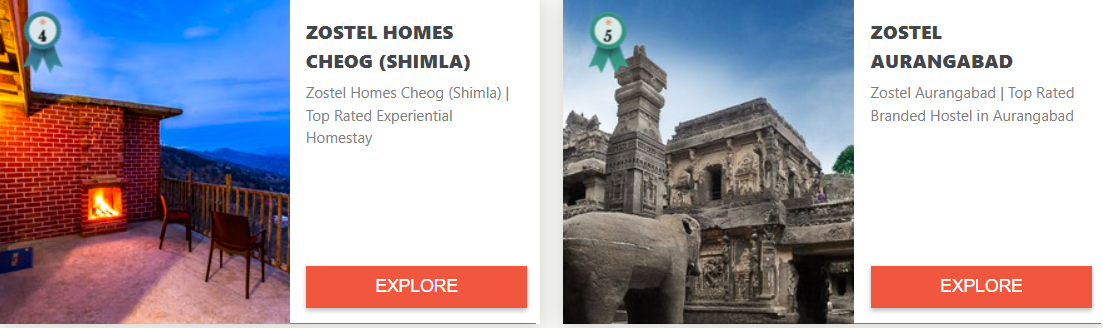 4
ZOSTEL HOMES
CHEOG (SHIMLA)
Zostel Homes Cheog (Shimla) |
Top Rated Experiential
Homestay
EXPLORE
5
ZOSTEL
AURANGABAD
Zostel Aurangabad | Top Rated
Branded Hostel in Aurangabad
EXPLORE